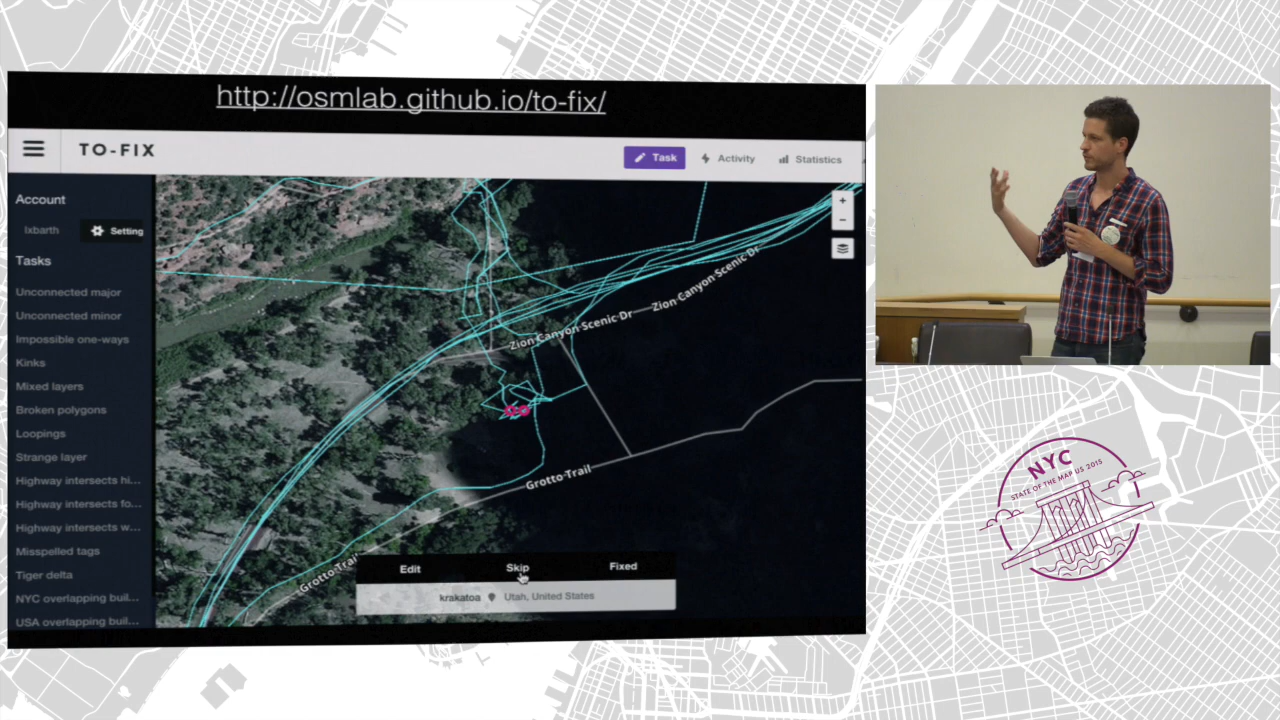 http://osmlab.github.io/to-fix/
TO-FIX
Task
Activity
Statistics
Account
lxbarth
Setting
Tasks
Unconnected major
Unconnected minor
Impossible one-ways
Kinks
Mixed layers
Broken polygons
Loopings
Strange layer
Highway intersects hi...
Highway intersects fo...
Highway intersects w...
Misspelled tags
Tiger delta
NYC overlapping buil...
USA overlapping buil...
+
−
Zion Canyon Scenic Dr
Zion Canyon Scenic Dr
Grotto Trail
Grotto Trail
Edit
Skip
Fixed
krakatoa
Utah, United States
NYC
STATE OF THE MAP US 2015